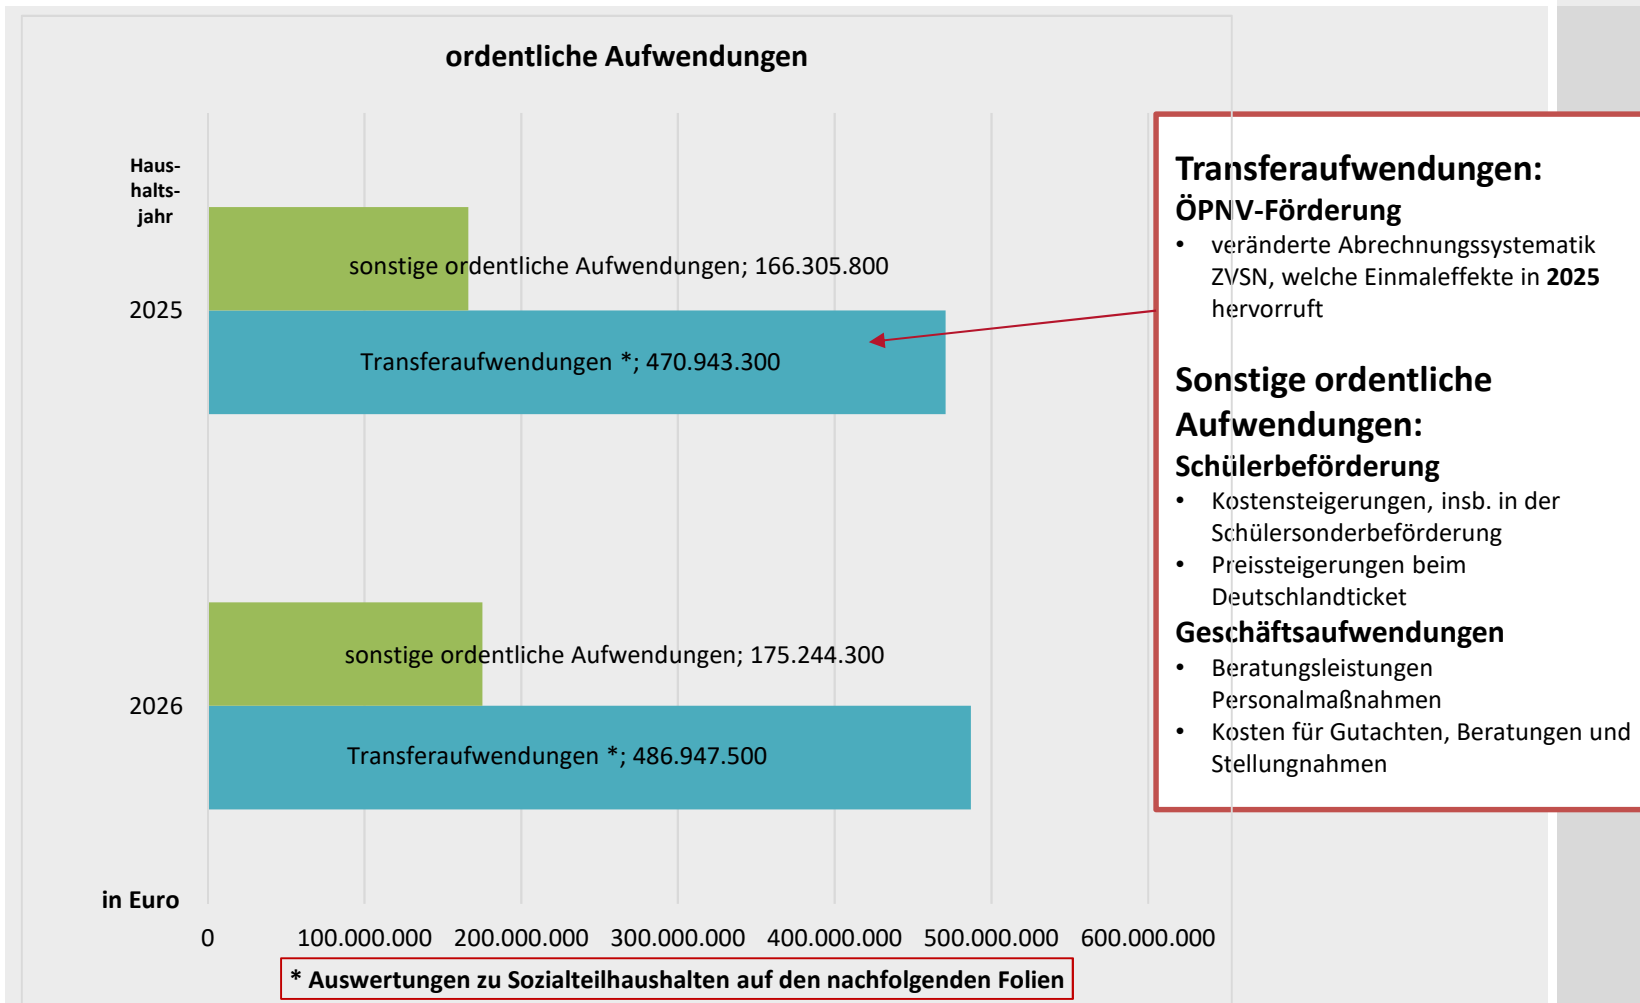 ordentliche Aufwendungen
Haus-
halts-
jahr
sonstige ordentliche Aufwendungen; 166.305.800
2025
Transferaufwendungen *; 470.943.300
sonstige ordentliche Aufwendungen; 175.244.300
2026
Transferaufwendungen *; 486.947.500
in Euro
0 100.000.000 200.000.000 300.000.000 400.000.000 500.000.000 600.000.000
* Auswertungen zu Sozialteilhaushalten auf den nachfolgenden Folien
Transferaufwendungen:
ÖPNV-Förderung
• veränderte Abrechnungssystematik
ZVSN, welche Einmaleffekte in 2025
hervorruft
Sonstige ordentliche
Aufwendungen:
Schülerbeförderung
• Kostensteigerungen, insb. in der
Schülersonderbeförderung
• Preissteigerungen beim
Deutschlandticket
Geschäftsaufwendungen
• Beratungsleistungen
Personalmaßnahmen
• Kosten für Gutachten, Beratungen und
Stellungnahmen